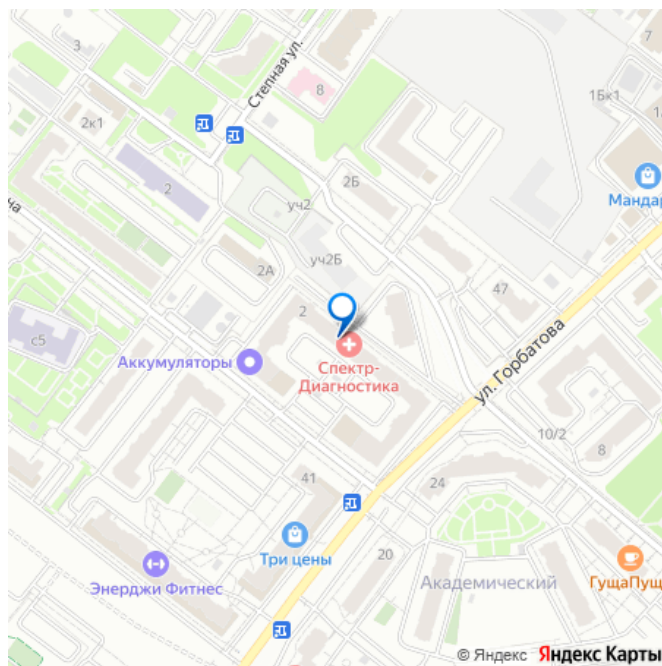 3
Степная ул.
7
8
1Бк1
2к1
2Б
2
Мандар
уч2
на
уч2Б
2А
47
2
с5
Аккумуляторы
Спектр-
Диагностика
ул. Горбатова
10/2
8
41
24
Три цены
20
Энерджи Фитнес
Академический
ГущаПущ
© Яндекс Яндекс Карты